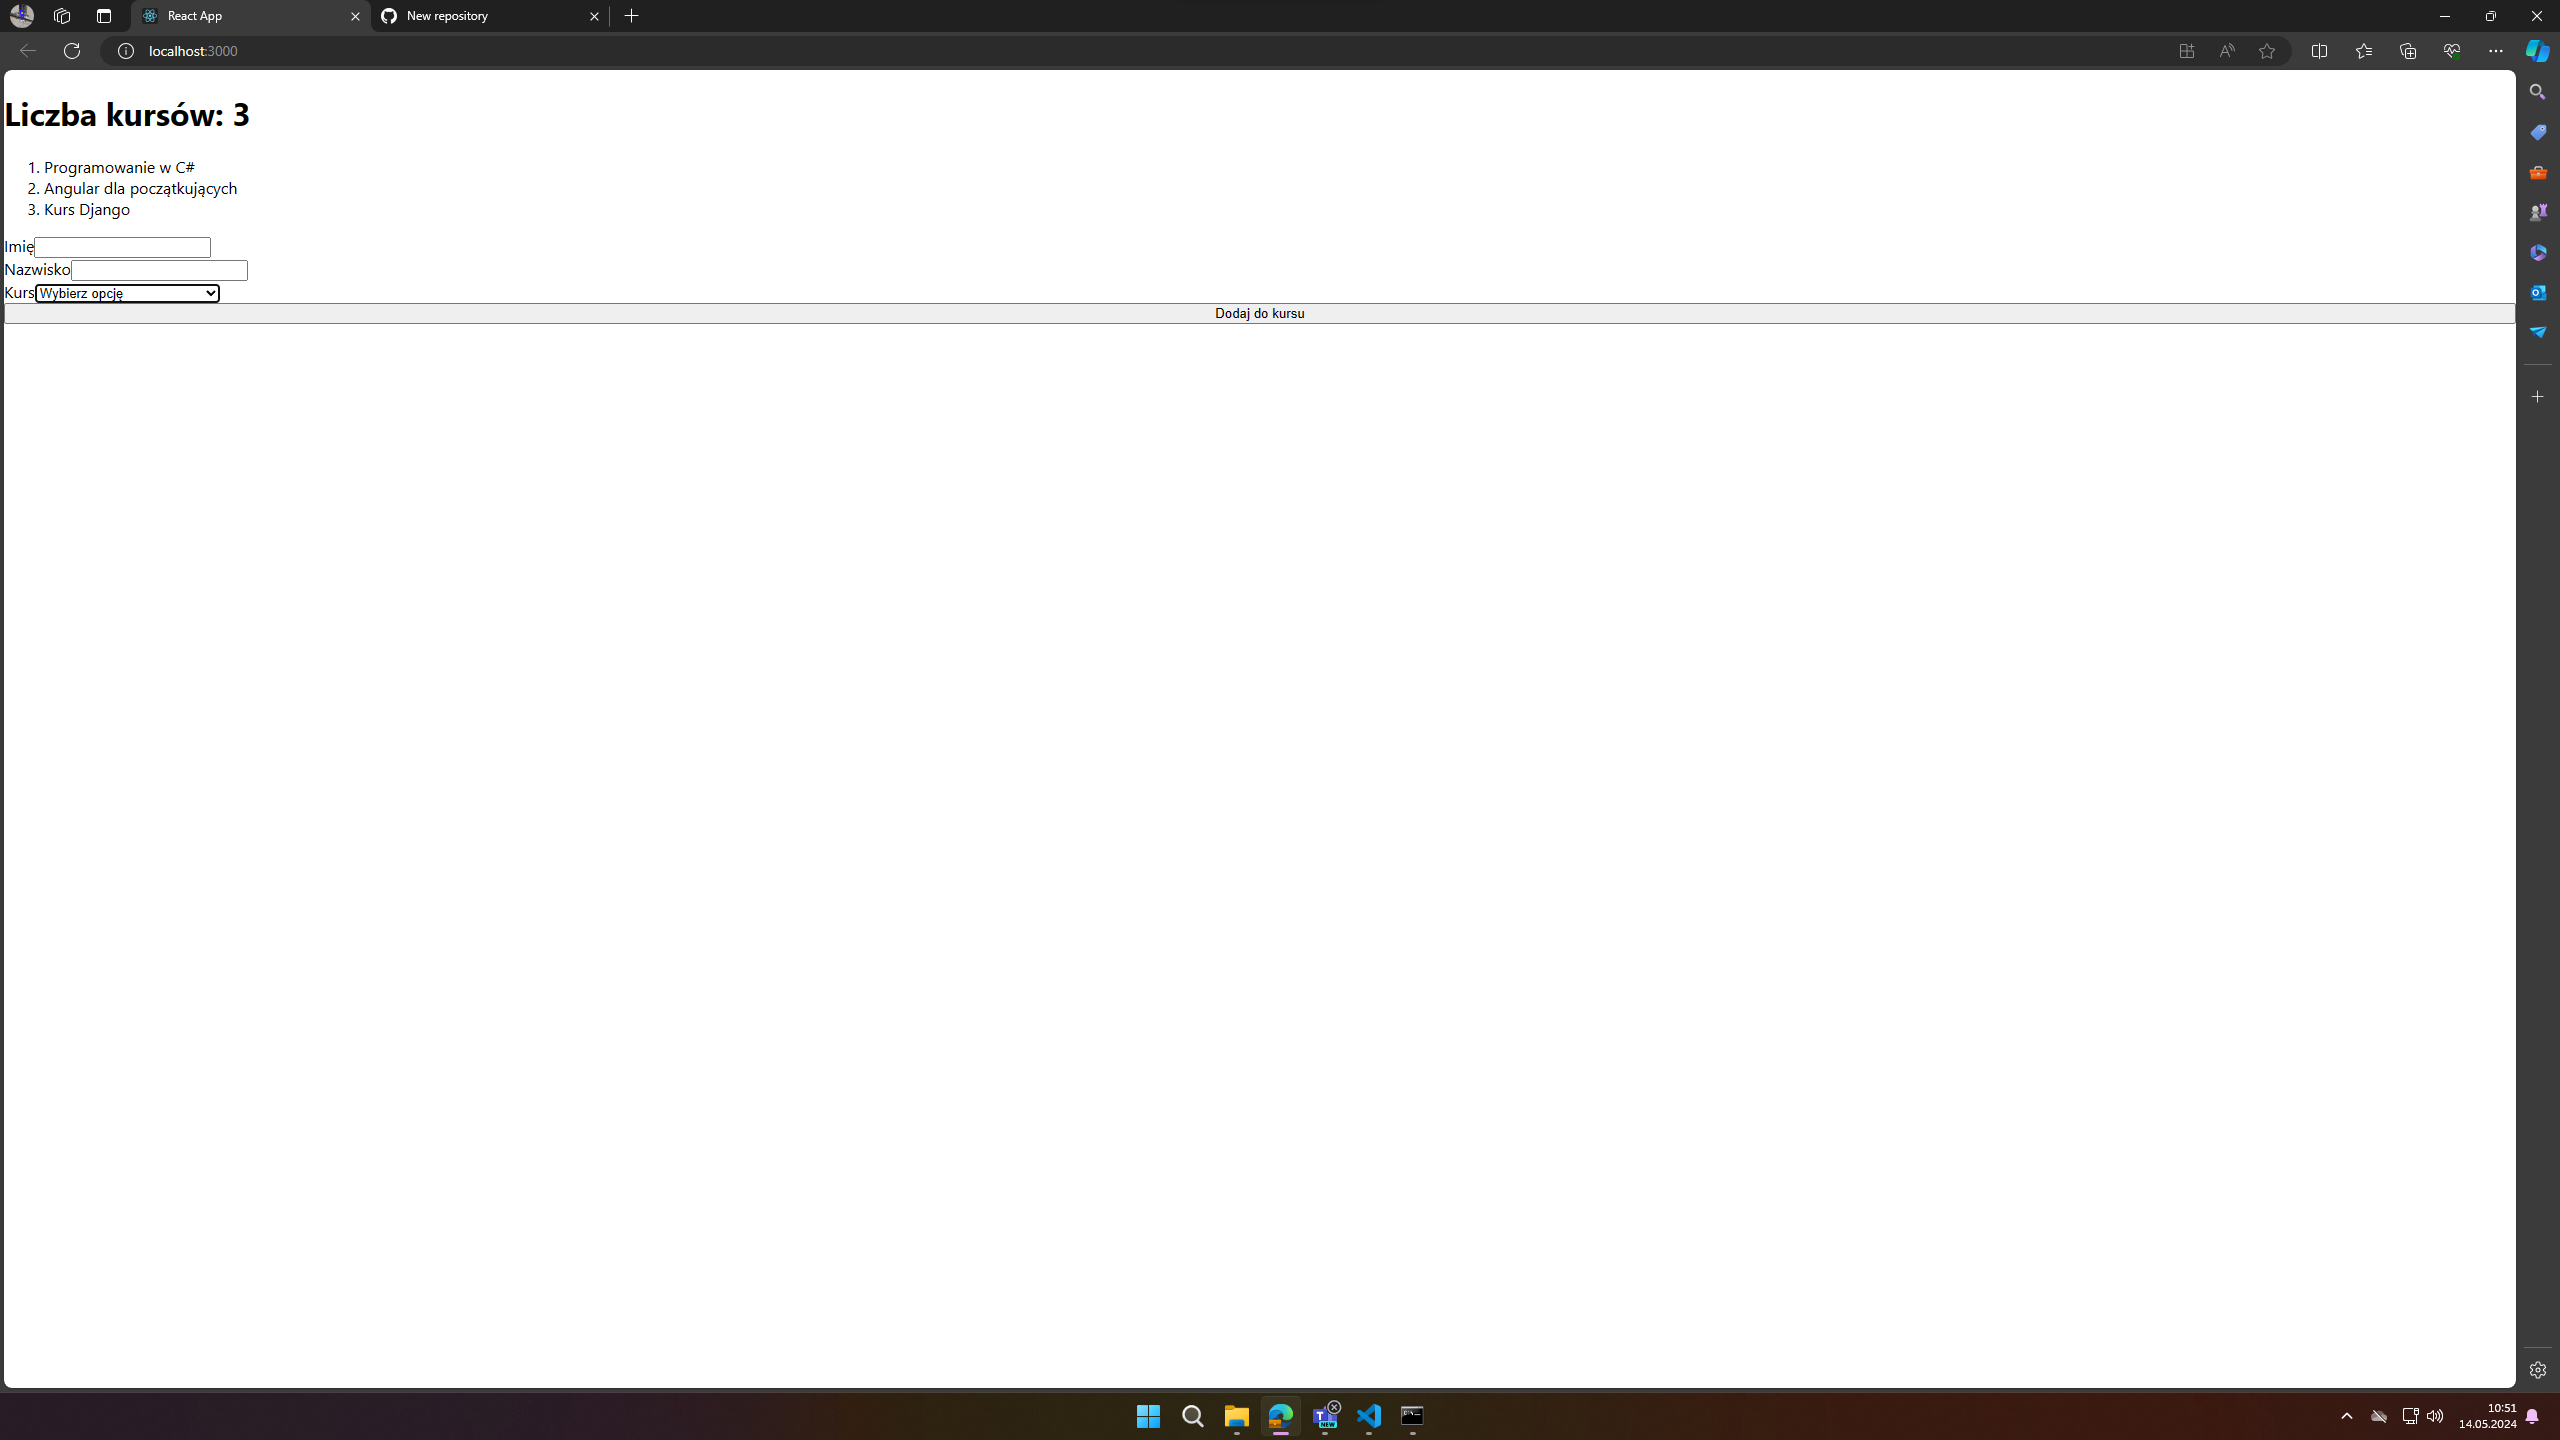 React App
New repository
localhost:3000
Liczba kursów: 3
1. Programowanie w C#
2. Angular dla początkujących
3. Kurs Django
Imię
Nazwisko
Kurs Wybierz opcję
Dodaj do kursu
NEW
10:51
14.05.2024